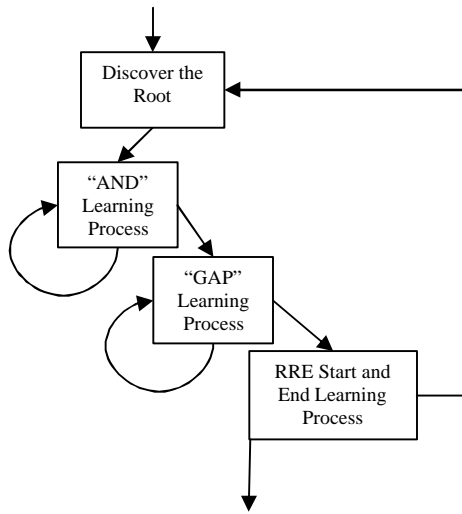 Discover the
Root
“AND”
Learning
Process
“GAP”
Learning
Process
RRE Start and
End Learning
Process